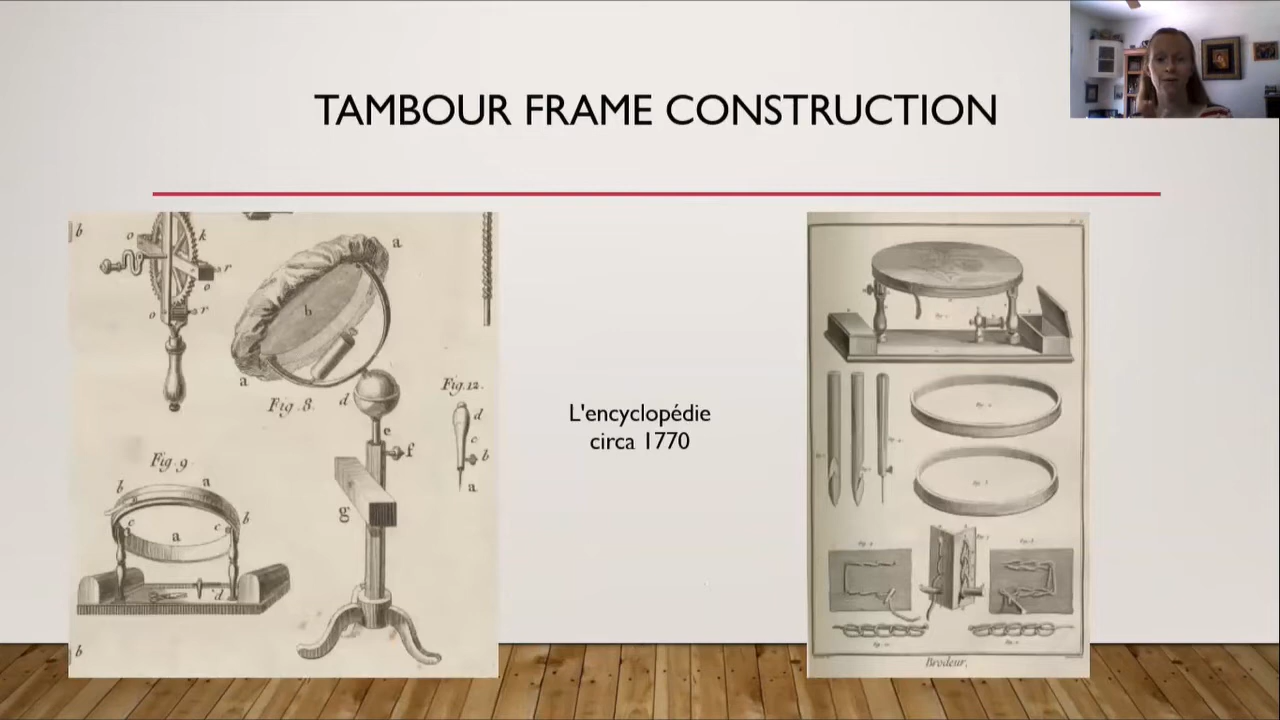 TAMBOUR FRAME CONSTRUCTION
b
o
k
r
o
o
r
a
b
a
Fig. 8.
d
e
f
Fig. 12.
d
c
b
a
g
Fig. 9
b
a
b
c
c
a
d
b
L'encyclopédie
circa 1770
Brodeur,